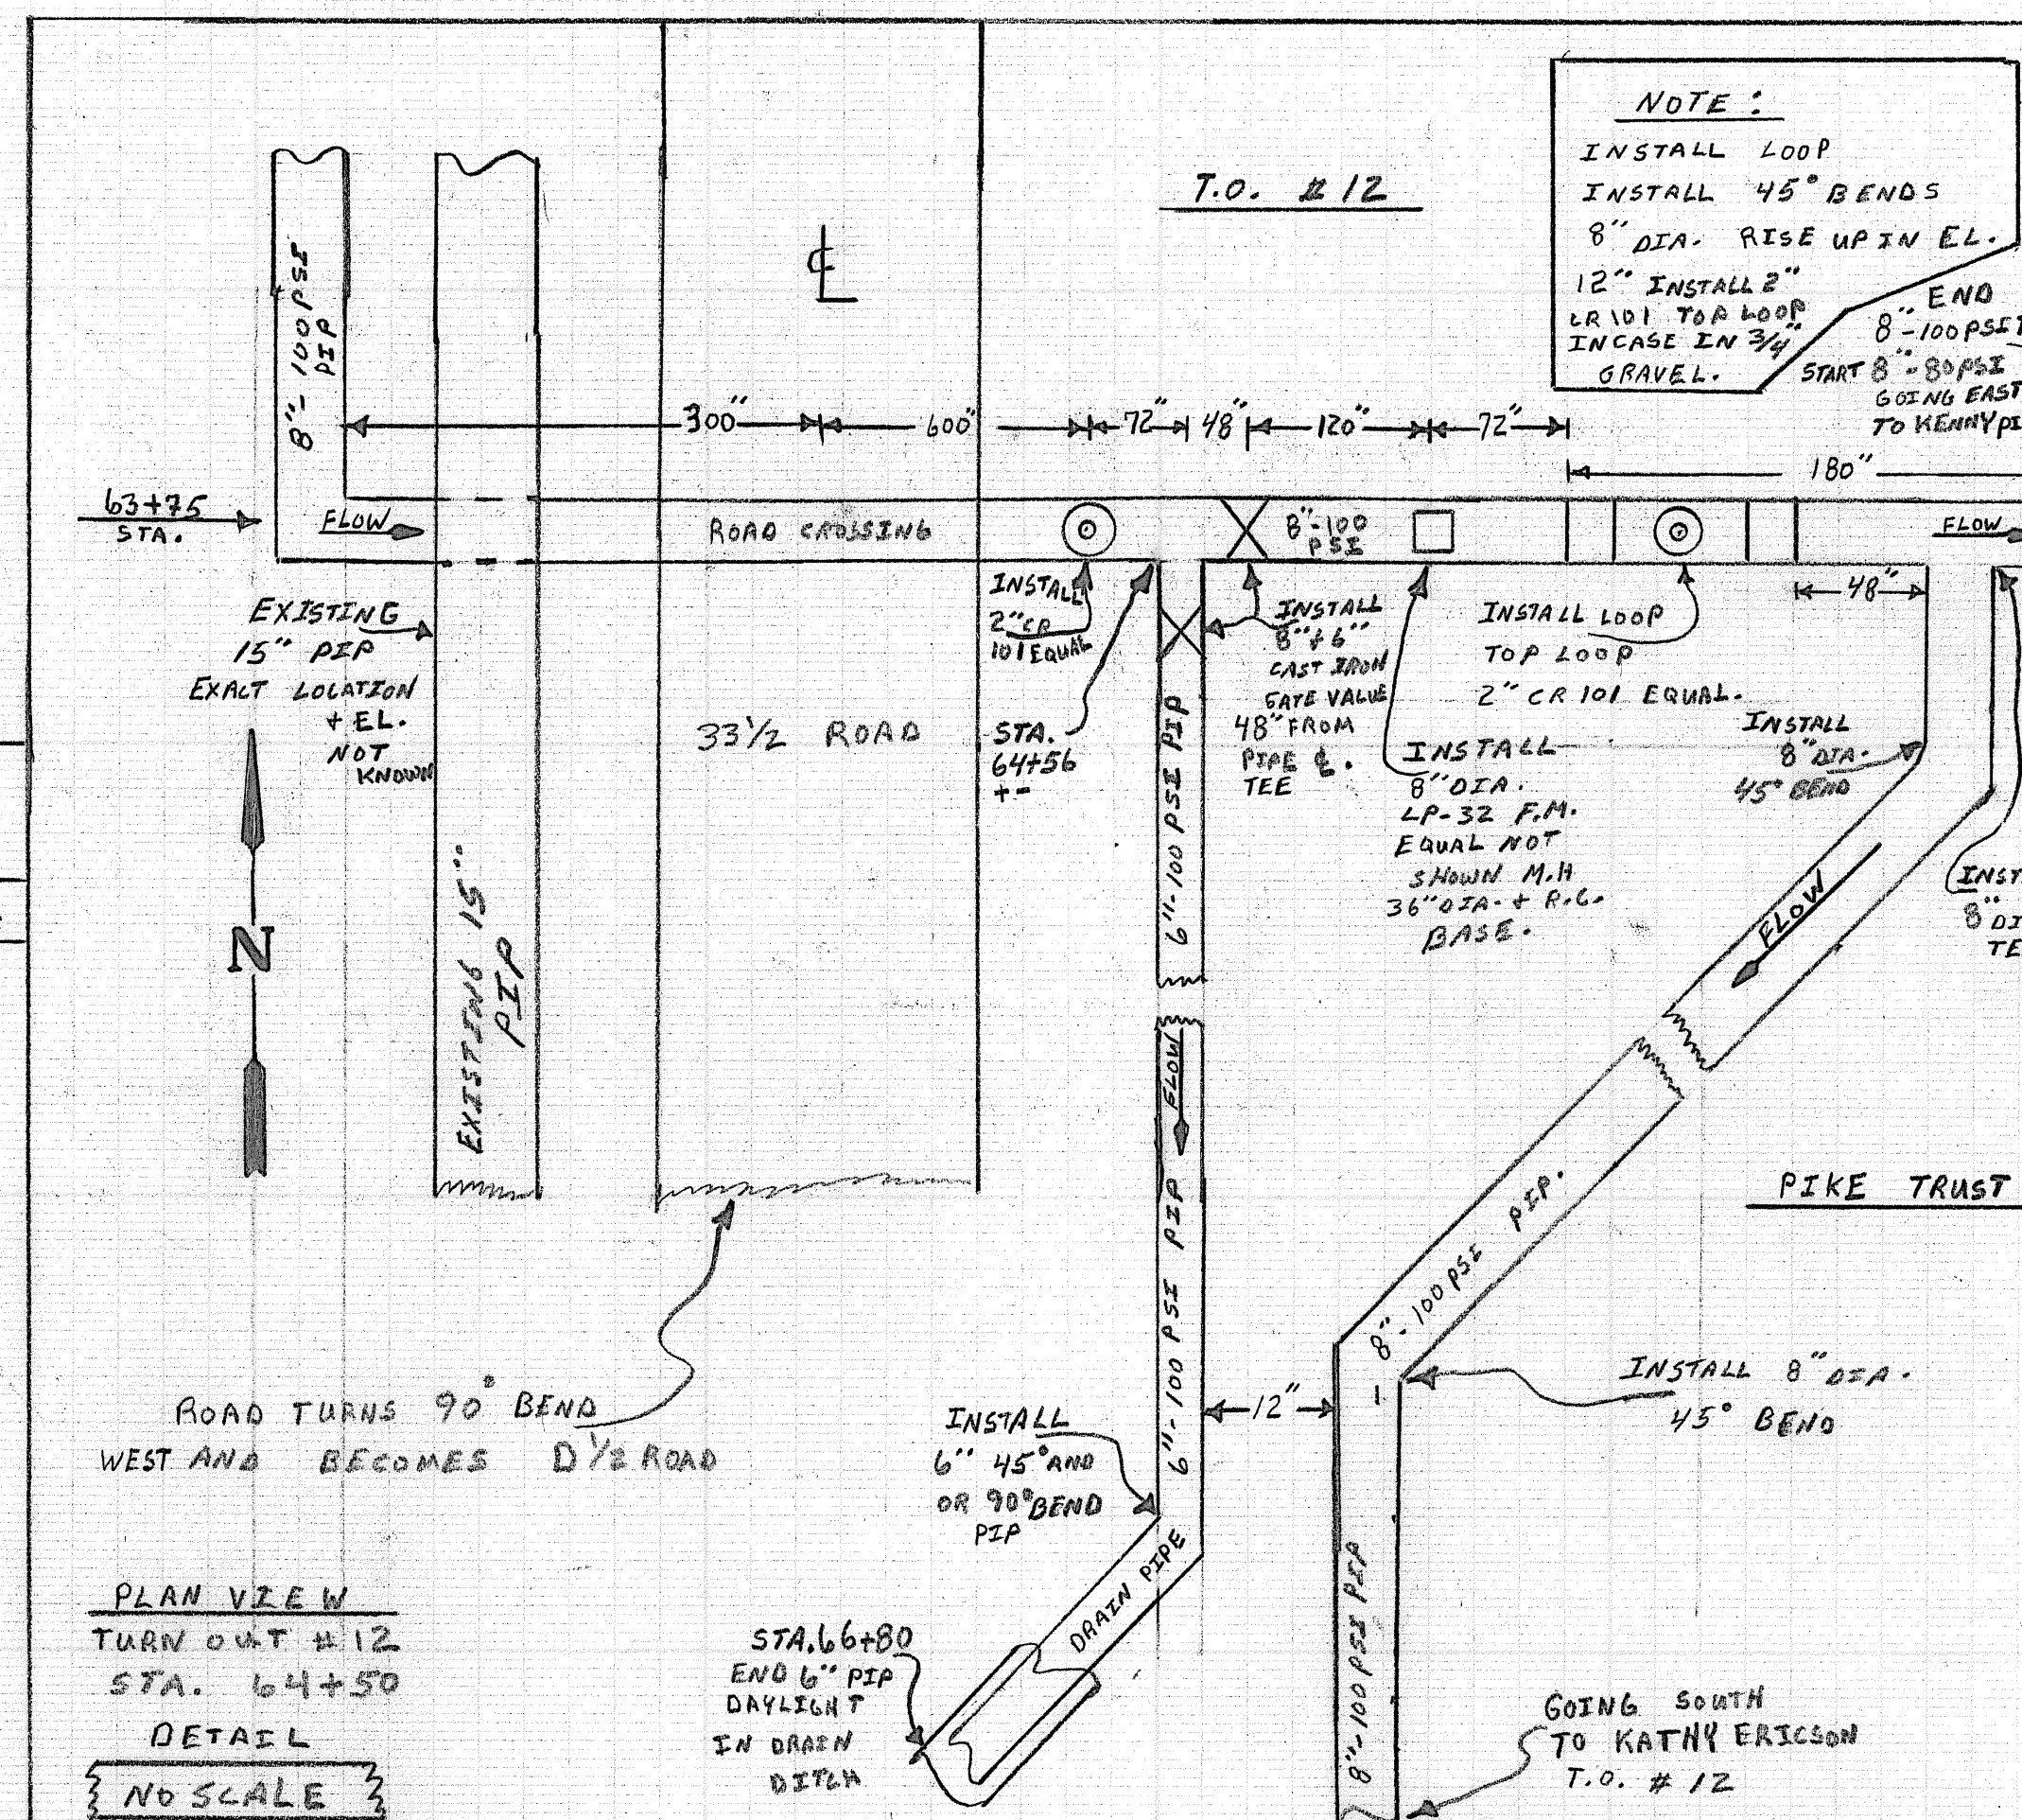 T.O. # 12
NOTE :
INSTALL LOOP
INSTALL 45° BENDS
8" DIA. RISE UP IN EL.
12" INSTALL 2"
CR 101 TOP LOOP
INCASE IN 3/4"
GRAVEL.
END
8"-100 PSI
START 8"-80 PSI
GOING EAST
TO KENNY
8"-100 PSI
PIP
℄
300"
600"
72"
48"
120"
72"
180"
63+75
STA.
FLOW
ROAD CROSSING
8"-100
PSI
FLOW
EXISTING
15" PIP
EXACT LOCATION
+ EL.
NOT
KNOWN
INSTALL
2" CR
101 EQUAL
STA.
64+56
+-
INSTALL
8"+6"
CAST IRON
GATE VALUE
48" FROM
PIPE ℄.
TEE
INSTALL LOOP
TOP LOOP
2" CR 101 EQUAL.
48"
INSTALL
8" DIA.
45° BEND
INSTALL
8" DIA.
LP-32 F.M.
EQUAL NOT
SHOWN M.H
36" DIA. + R.C.
BASE.
33 1/2 ROAD
N
EXISTING 15"
PIP
6"-100 PSI PIP
FLOW
FLOW
6"-100 PSI PIP
8"-100 PSI PIP.
PIKE TRUST
12"
INSTALL 8" DIA.
45° BEND
ROAD TURNS 90° BEND
WEST AND BECOMES D 1/2 ROAD
INSTALL
6" 45° AND
OR 90° BEND
PIP
DRAIN PIPE
8"-100 PSI PIP
STA. 66+80
END 6" PIP
DAYLIGHT
IN DRAIN
DITCH
GOING SOUTH
TO KATHY ERICSON
T.O. # 12
PLAN VIEW
TURN OUT # 12
STA. 64+50
DETAIL
NO SCALE